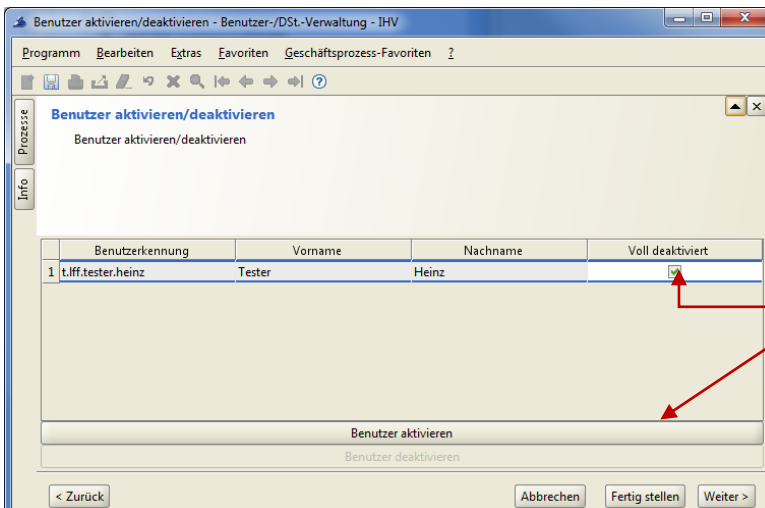 Benutzer aktivieren/deaktivieren - Benutzer-/DSt.-Verwaltung - IHV
Programm Bearbeiten Extras Favoriten Geschäftsprozess-Favoriten ?
Prozesse
Info
Benutzer aktivieren/deaktivieren
Benutzer aktivieren/deaktivieren
Benutzerkennung Vorname Nachname Voll deaktiviert
1 t.lff.tester.heinz Tester Heinz
Benutzer aktivieren
Benutzer deaktivieren
< Zurück Abbrechen Fertig stellen Weiter >